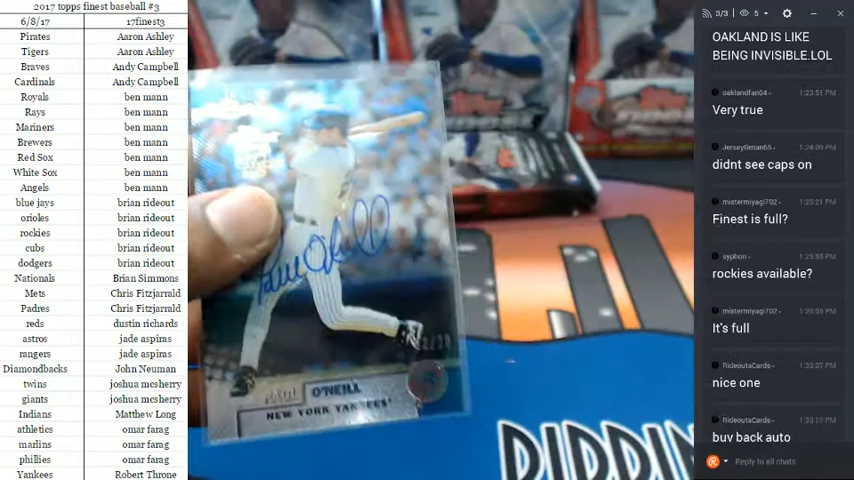 2017 topps finest baseball #3
6/8/17 17finest3
Pirates Aaron Ashley
Tigers Aaron Ashley
Braves Andy Campbell
Cardinals Andy Campbell
Royals ben mann
Rays ben mann
Mariners ben mann
Brewers ben mann
Red Sox ben mann
White Sox ben mann
Angels ben mann
blue jays brian rideout
orioles brian rideout
rockies brian rideout
cubs brian rideout
dodgers brian rideout
Nationals Brian Simmons
Mets Chris Fitzjarrald
Padres Chris Fitzjarrald
reds dustin richards
astros jade aspiras
rangers jade aspiras
Diamondbacks John Neuman
twins joshua mcsherry
giants joshua mcsherry
Indians Matthew Long
athletics omar farag
marlins omar farag
phillies omar farag
Yankees Robert Throne
Paul O'Neill
O'NEILL
NEW YORK YANKEES
RIPPIN
3/3 5
OAKLAND IS LIKE
BEING INVISIBLE.LOL
oaklandfan04 1:23:51 PM
Very true
1:24:09 PM
didnt see caps on
mistermiyagi702 1:25:21 PM
Finest is full?
syphon 1:25:55 PM
rockies available?
mistermiyagi702
It's full
RideoutsCards 1:33:07 PM
nice one
RideoutsCards 1:33:12 PM
buy back auto
Reply to all chats